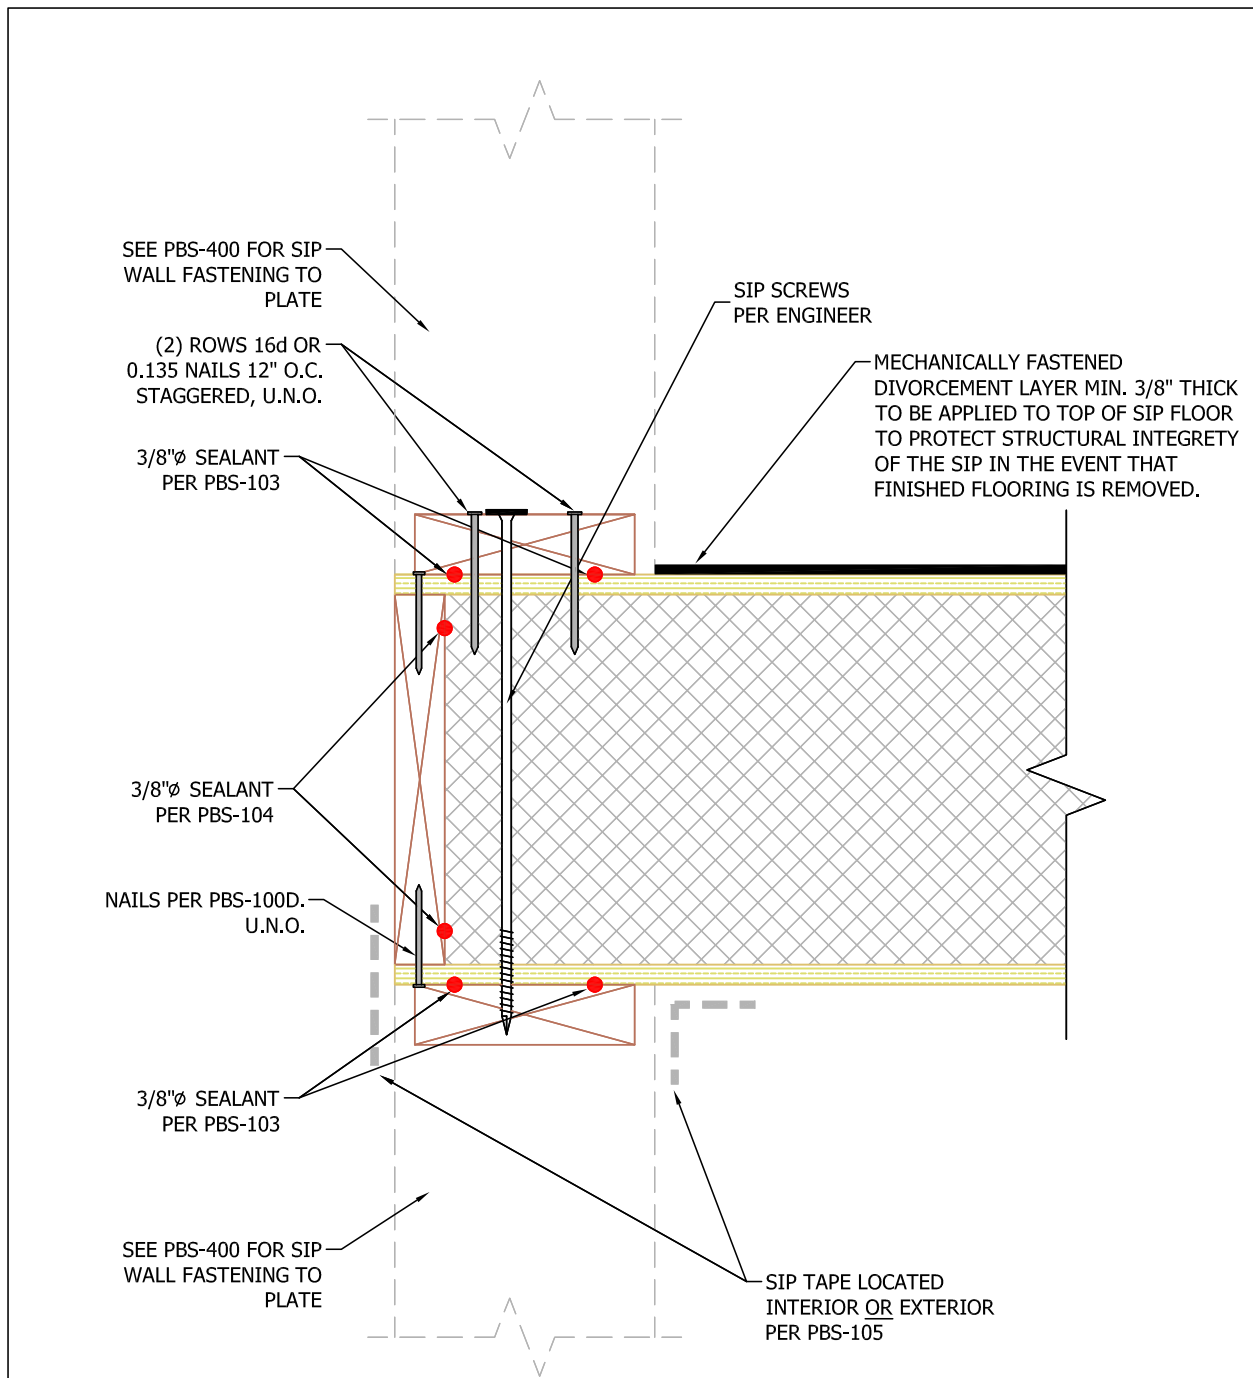 SEE PBS-400 FOR SIP
WALL FASTENING TO
PLATE
(2) ROWS 16d OR
0.135 NAILS 12" O.C.
STAGGERED, U.N.O.
3/8"ø SEALANT
PER PBS-103
SIP SCREWS
PER ENGINEER
MECHANICALLY FASTENED
DIVORCEMENT LAYER MIN. 3/8" THICK
TO BE APPLIED TO TOP OF SIP FLOOR
TO PROTECT STRUCTURAL INTEGRETY
OF THE SIP IN THE EVENT THAT
FINISHED FLOORING IS REMOVED.
3/8"ø SEALANT
PER PBS-104
NAILS PER PBS-100D.
U.N.O.
3/8"ø SEALANT
PER PBS-103
SEE PBS-400 FOR SIP
WALL FASTENING TO
PLATE
SIP TAPE LOCATED
INTERIOR OR EXTERIOR
PER PBS-105